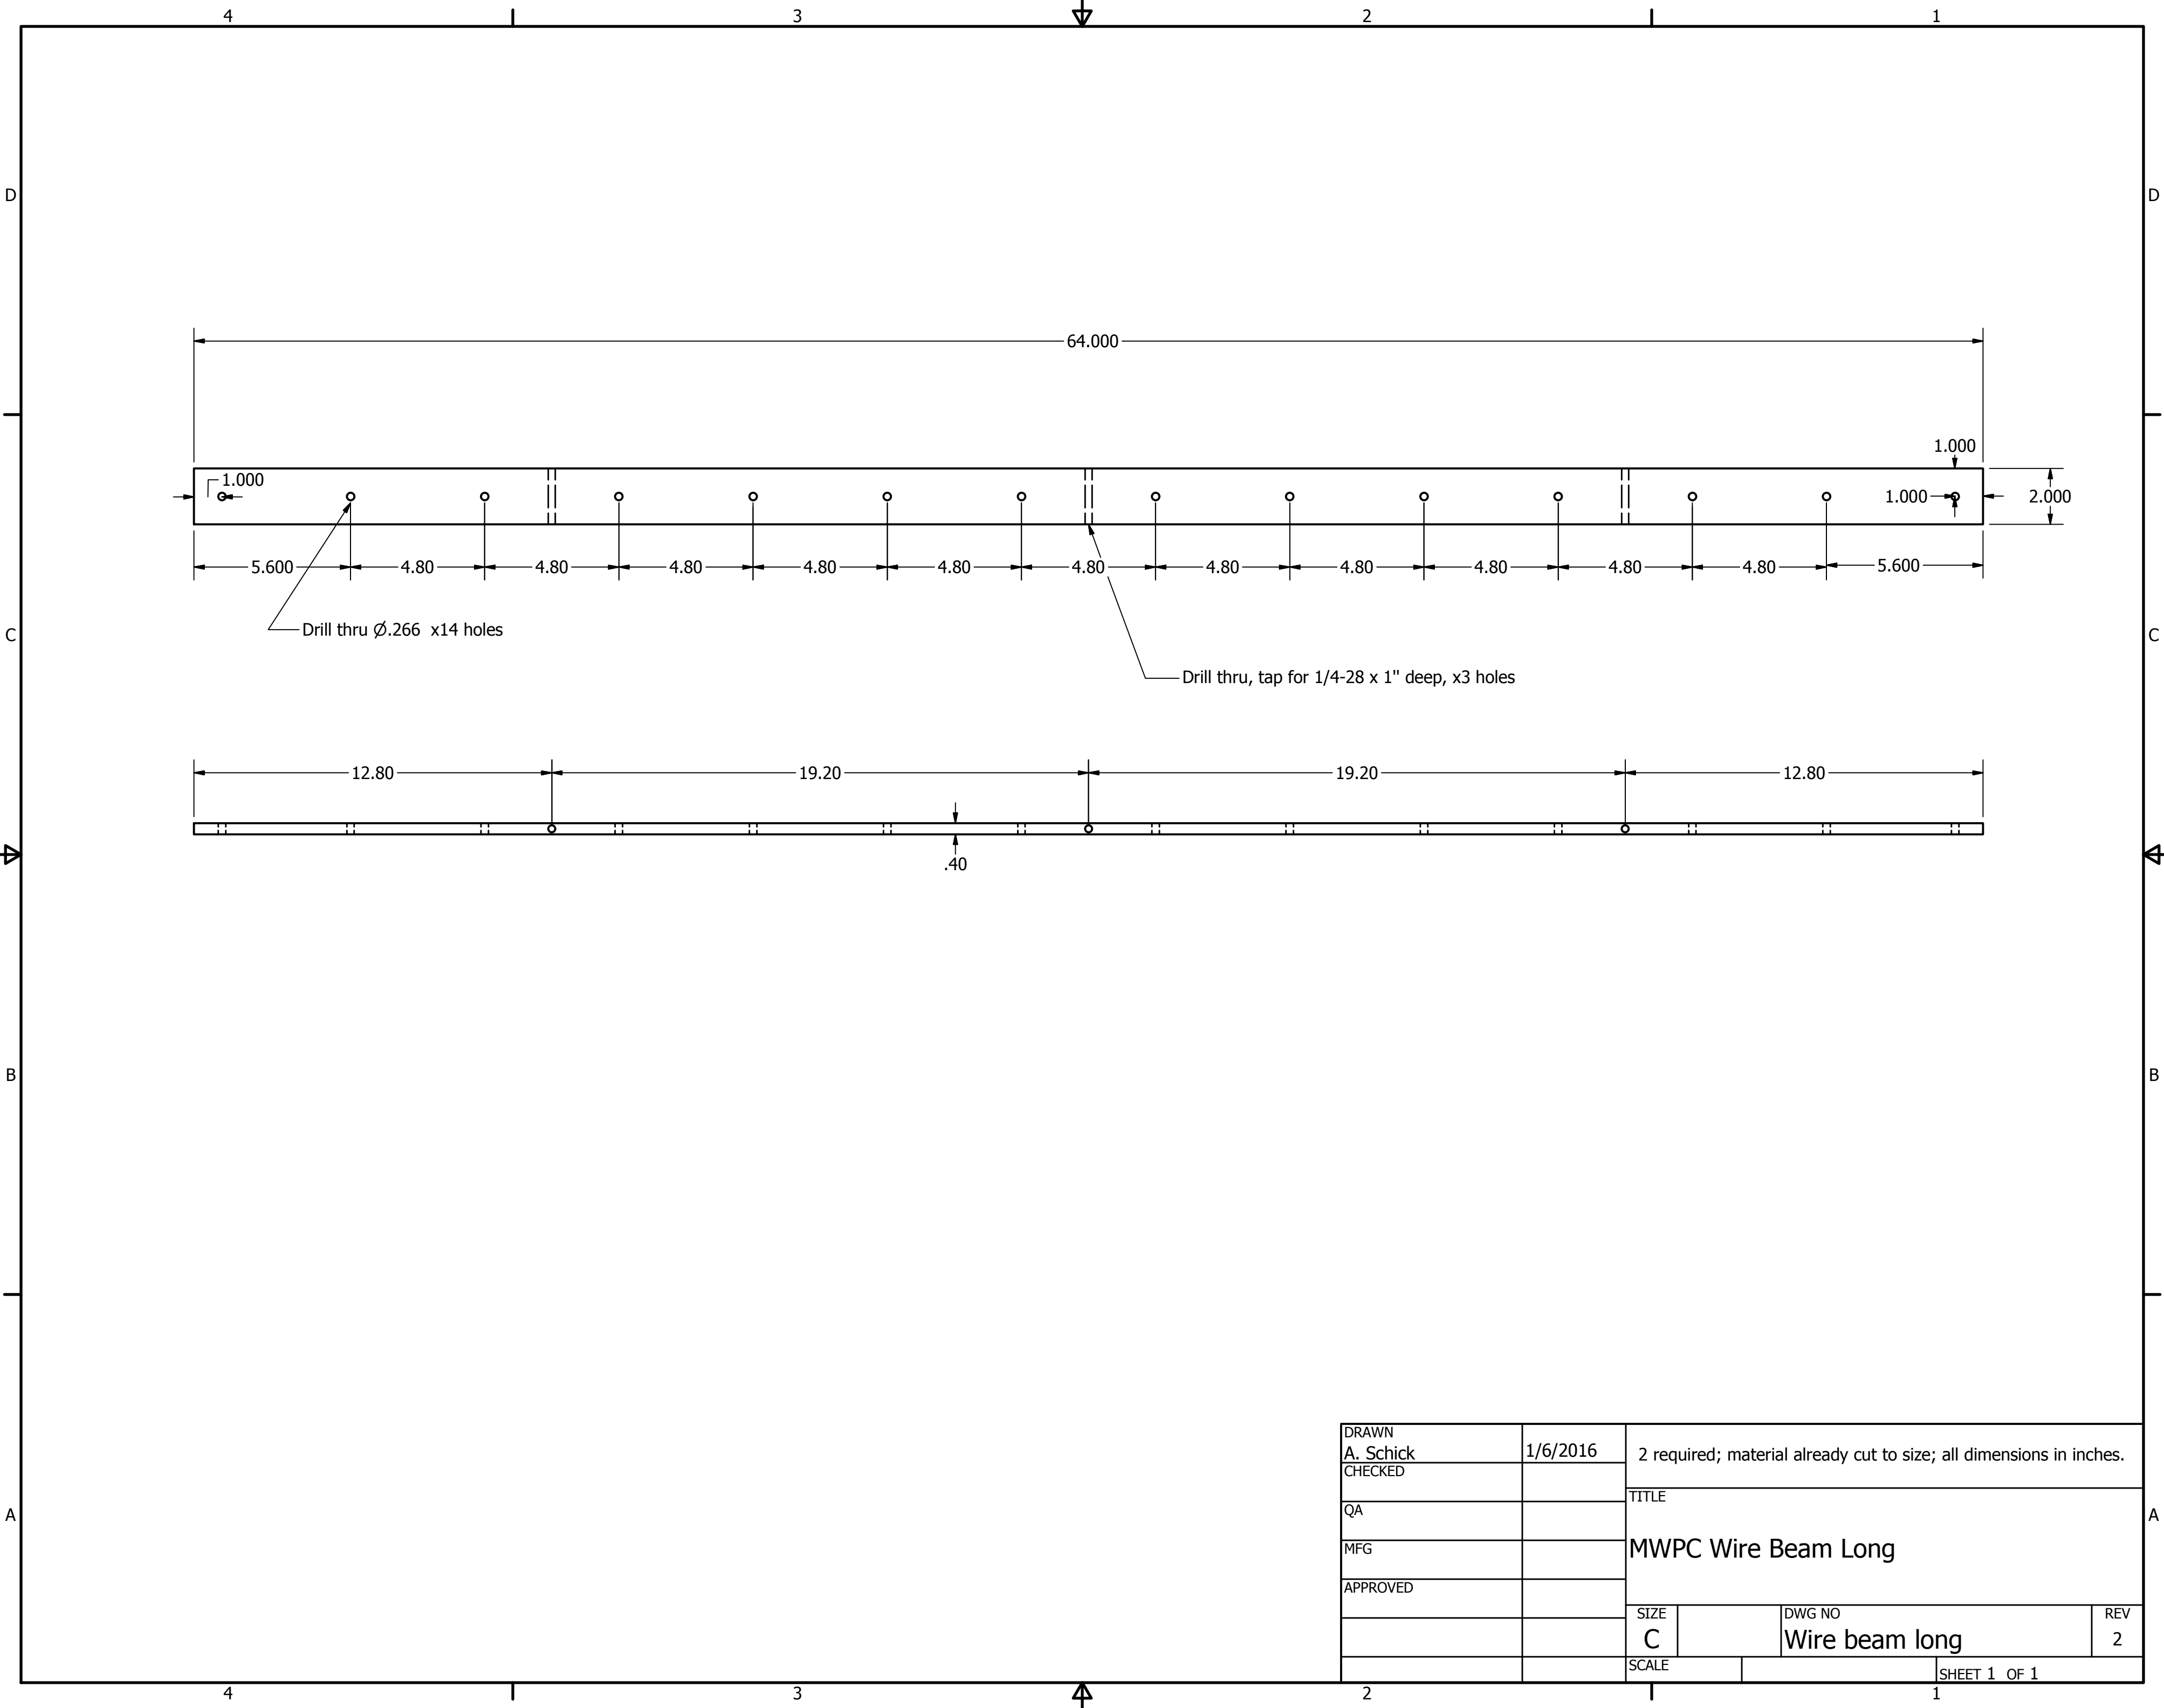 4 3 2 1
D D
64.000
1.000
1.000 1.000 2.000
5.600 4.80 4.80 4.80 4.80 4.80 4.80 4.80 4.80 4.80 4.80 4.80 5.600
Drill thru Ø.266 x14 holes
C C
Drill thru, tap for 1/4-28 x 1" deep, x3 holes
12.80 19.20 19.20 12.80
.40
B B
DRAWN
A. Schick 1/6/2016
2 required; material already cut to size; all dimensions in inches.
CHECKED
TITLE
QA
A A
MFG
MWPC Wire Beam Long
APPROVED
SIZE DWG NO REV
C Wire beam long 2
SCALE
SHEET 1 OF 1
4 3 2 1